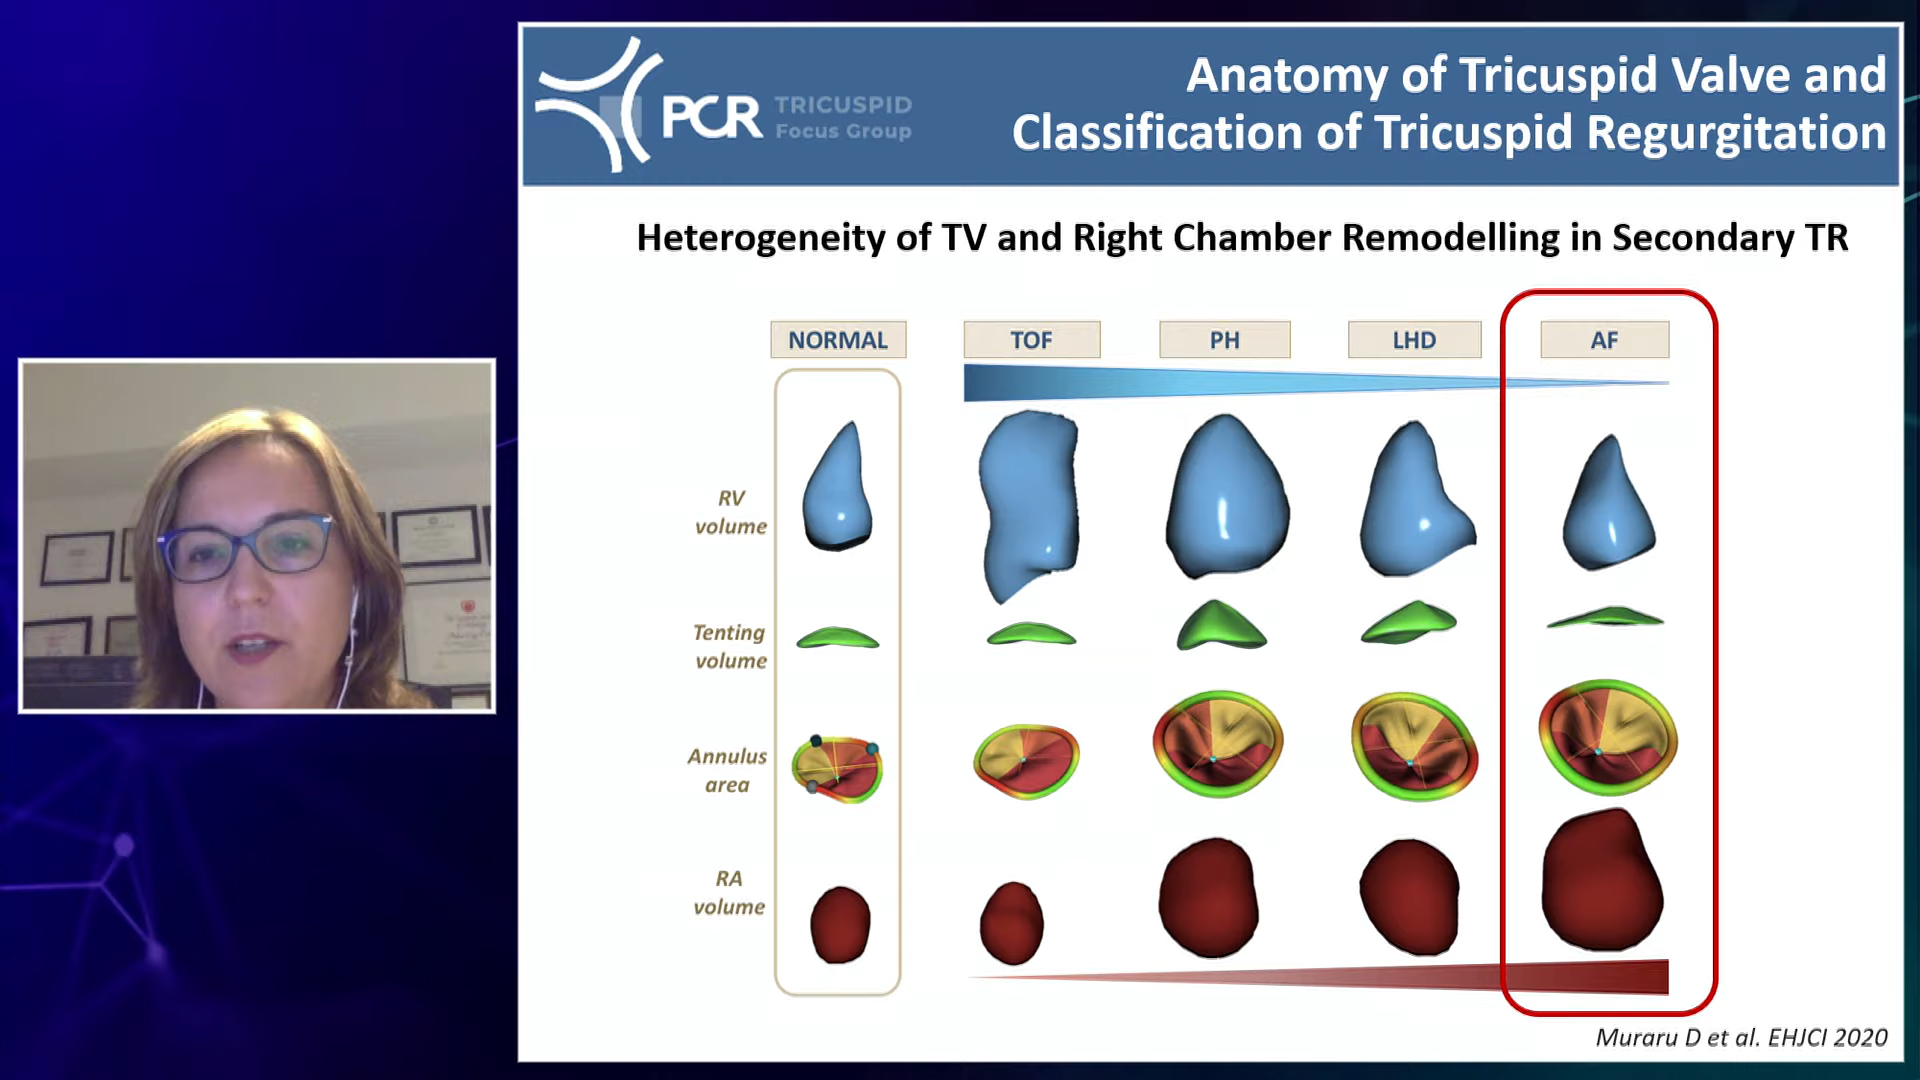 PCR TRICUSPID
Focus Group
Anatomy of Tricuspid Valve and
Classification of Tricuspid Regurgitation
Heterogeneity of TV and Right Chamber Remodelling in Secondary TR
NORMAL TOF PH LHD AF
RV
volume
Tenting
volume
Annulus
area
RA
volume
Muraru D et al. EHJCI 2020